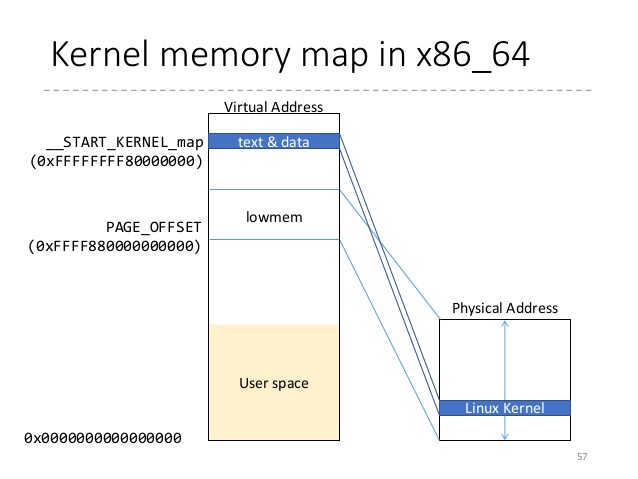 Kernel memory map in x86_64
Virtual Address
__START_KERNEL_map
(0xFFFFFFFF80000000)
text & data
lowmem
PAGE_OFFSET
(0xFFFF880000000000)
Physical Address
User space
Linux Kernel
0x0000000000000000
57